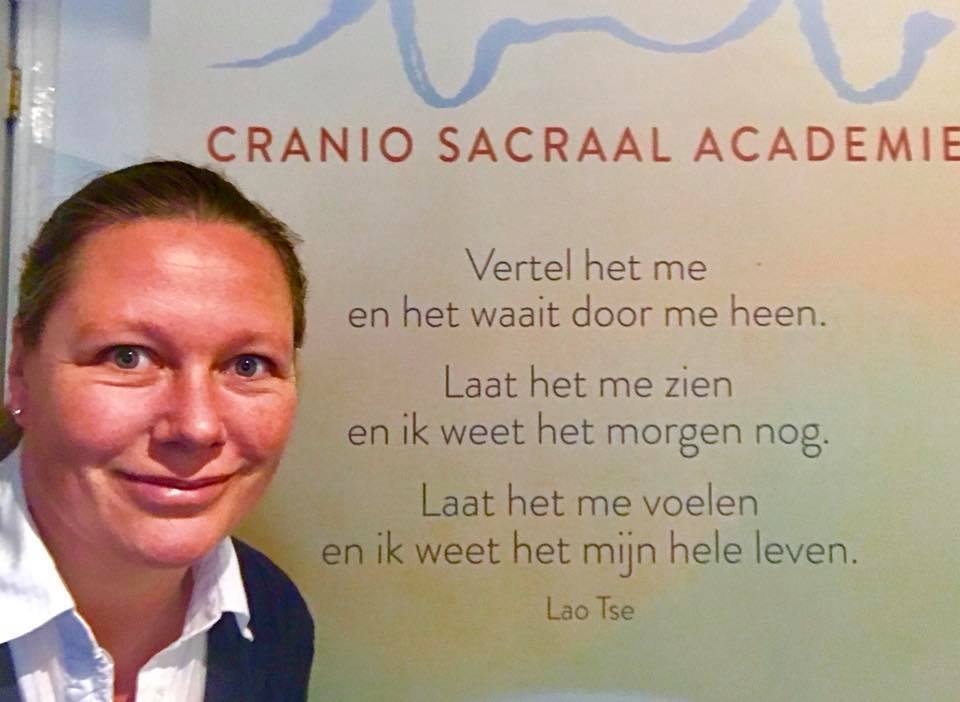 CRANIO SACRAAL ACADEMIE
Vertel het me
en het waait door me heen.
Laat het me zien
en ik weet het morgen nog.
Laat het me voelen
en ik weet het mijn hele leven.
Lao Tse